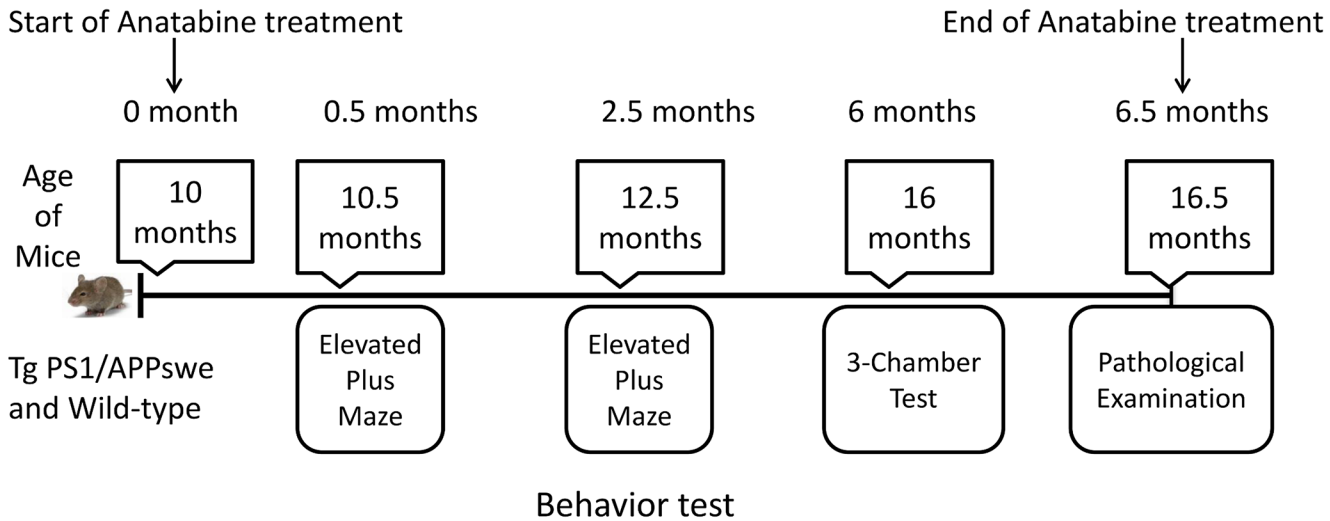 Start of Anatabine treatment
End of Anatabine treatment
0 month
0.5 months
2.5 months
6 months
6.5 months
Age
of
Mice
10
months
10.5
months
12.5
months
16
months
16.5
months
Tg PS1/APPswe
and Wild-type
Elevated
Plus
Maze
Elevated
Plus
Maze
3-Chamber
Test
Pathological
Examination
Behavior test